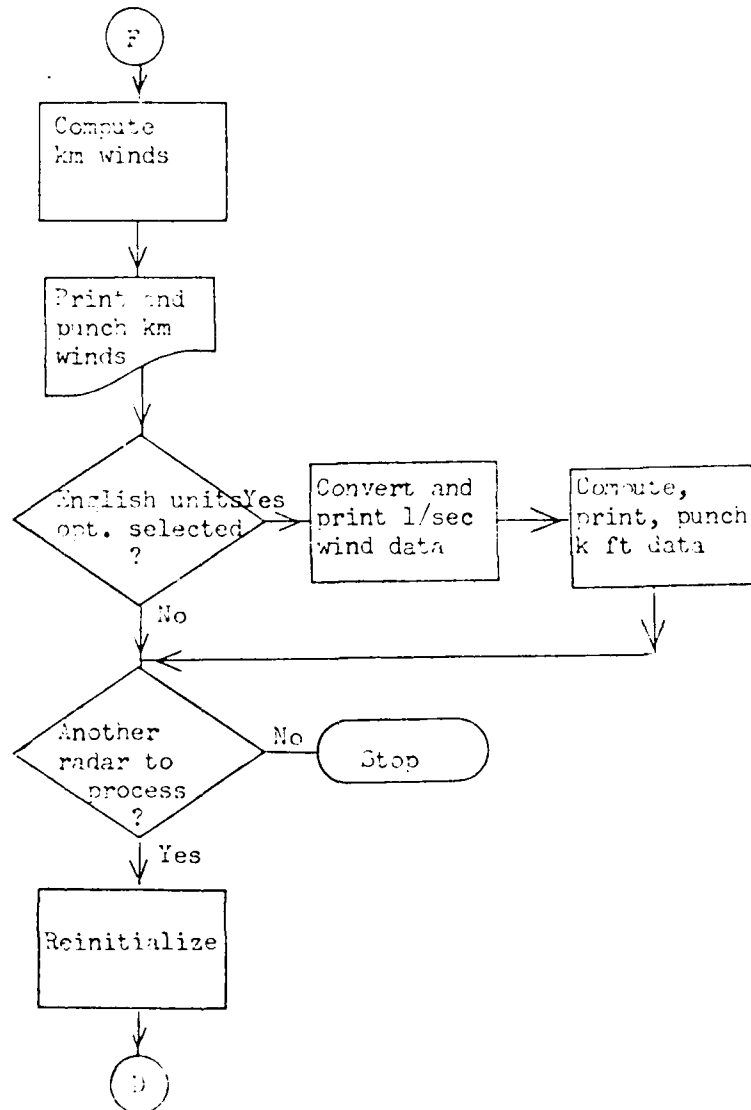 F
Compute
km winds
Print and
punch km
winds
English units Yes
opt. selected
?
Convert and
print 1/sec
wind data
Compute,
print, punch
k ft data
No
Another
radar to
process
?
No
Stop
Yes
Reinitialize
D